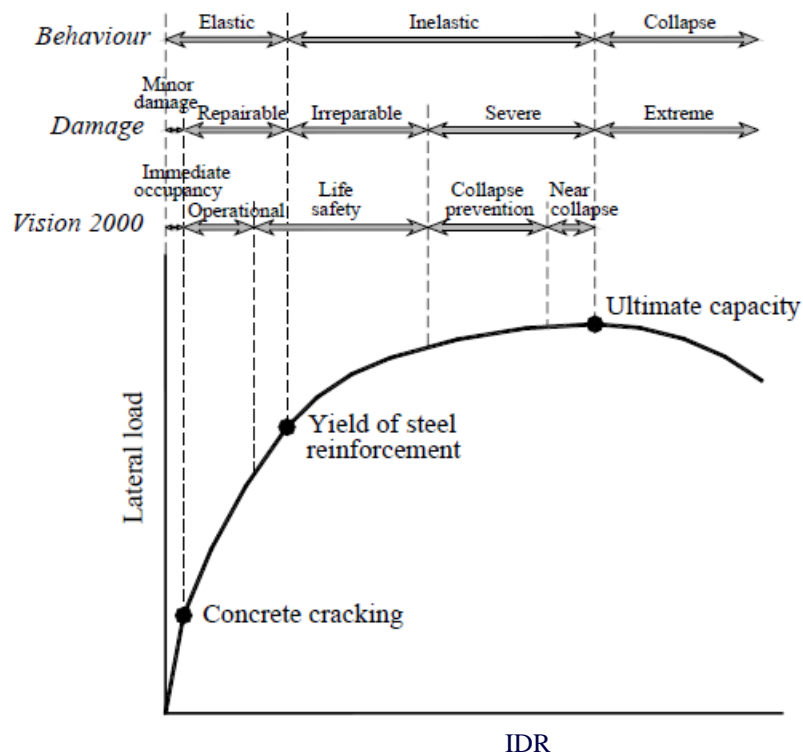 Behaviour
Elastic
Inelastic
Collapse
Damage
Minor
damage
Repairable
Irreparable
Severe
Extreme
Vision 2000
Immediate
occupancy
Operational
Life
safety
Collapse
prevention
Near
collapse
Ultimate capacity
Yield of steel
reinforcement
Concrete cracking
Lateral load
IDR